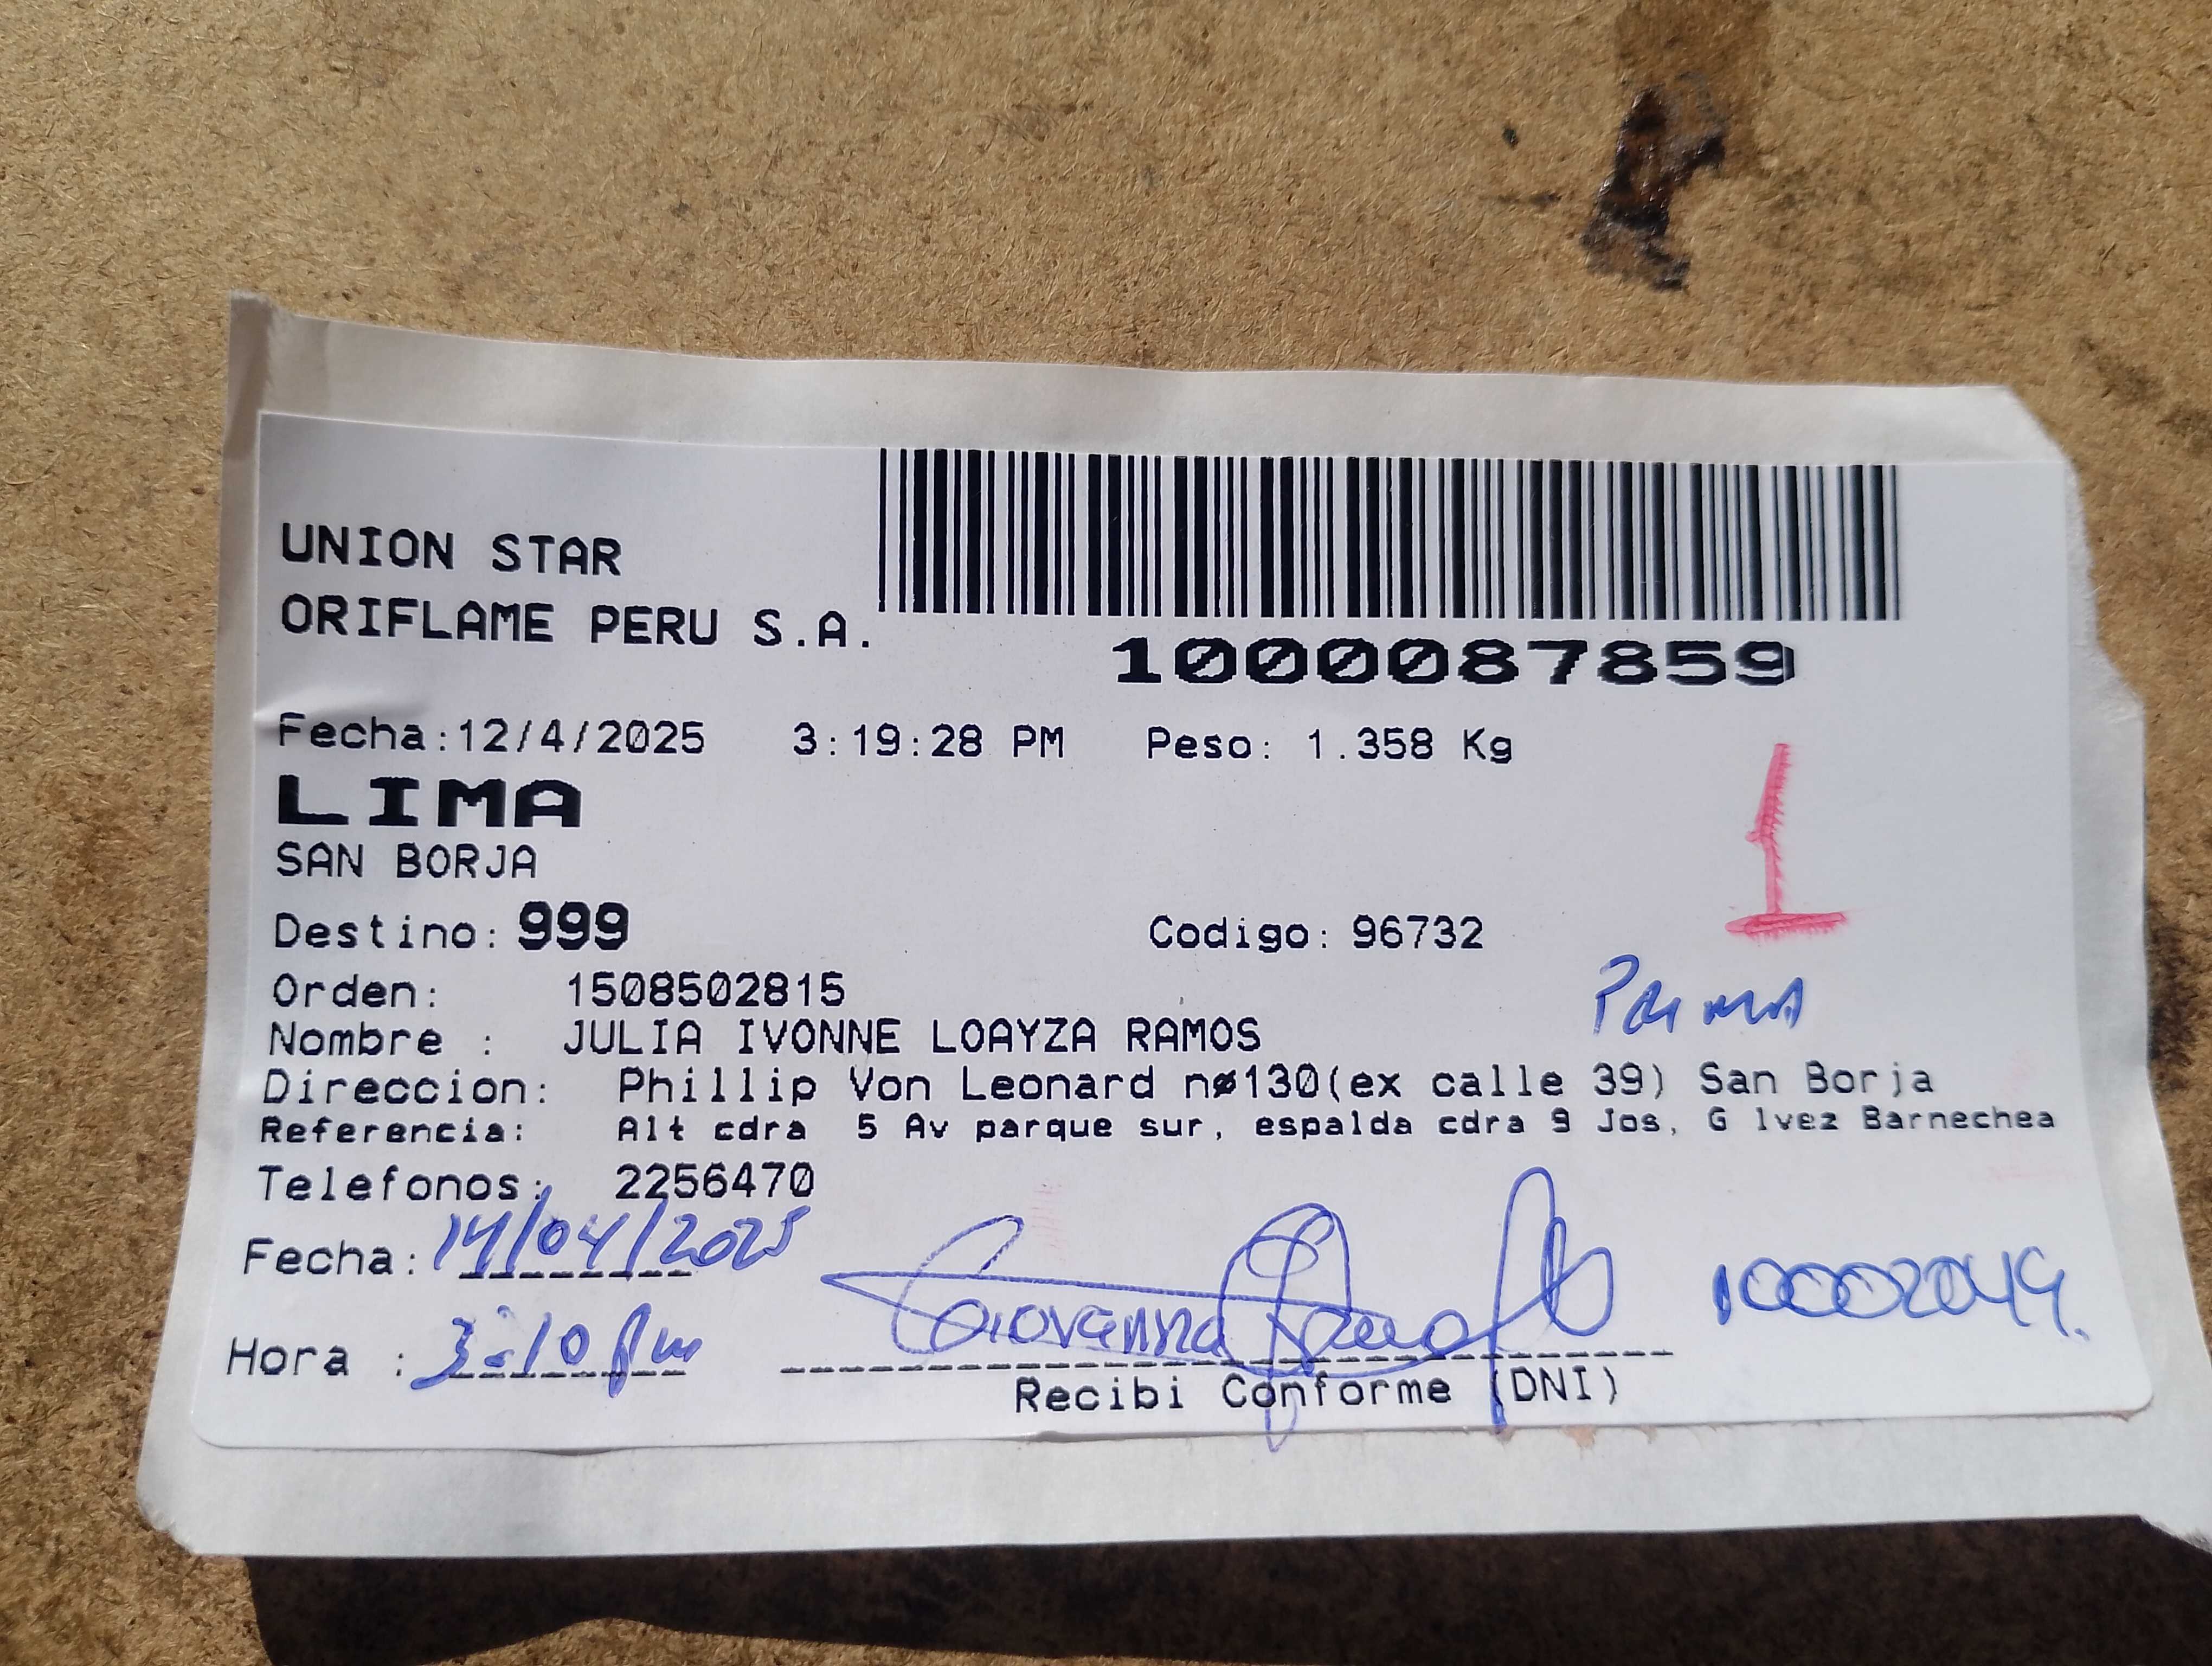 UNION STAR
ORIFLAME PERU S.A.
1000087859
Fecha:12/4/2025 3:19:28 PM Peso: 1.358 Kg
LIMA
SAN BORJA
1
Destino: 999 Codigo: 96732
Orden: 1508502815
Nombre : JULIA IVONNE LOAYZA RAMOS
Direccion: Phillip Von Leonard nø130(ex calle 39) San Borja
Referencia: Alt cdra 5 Av parque sur, espalda cdra 9 Jos, G lvez Barnechea
Telefonos: 2256470
Fecha: 14/04/2025
Giovanna 10002049.
Hora : 3:10 pm
Recibi Conforme (DNI)